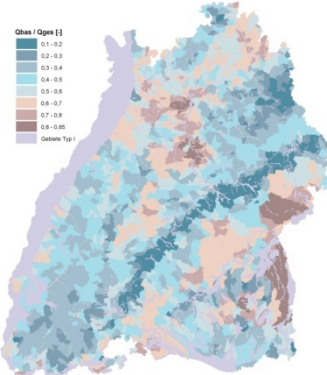 Qbas / Qges [-]
0,1 - 0,2
0,2 - 0,3
0,3 - 0,4
0,4 - 0,5
0,5 - 0,6
0,6 - 0,7
0,7 - 0,8
0,8 - 0,85
Gebiete Typ I